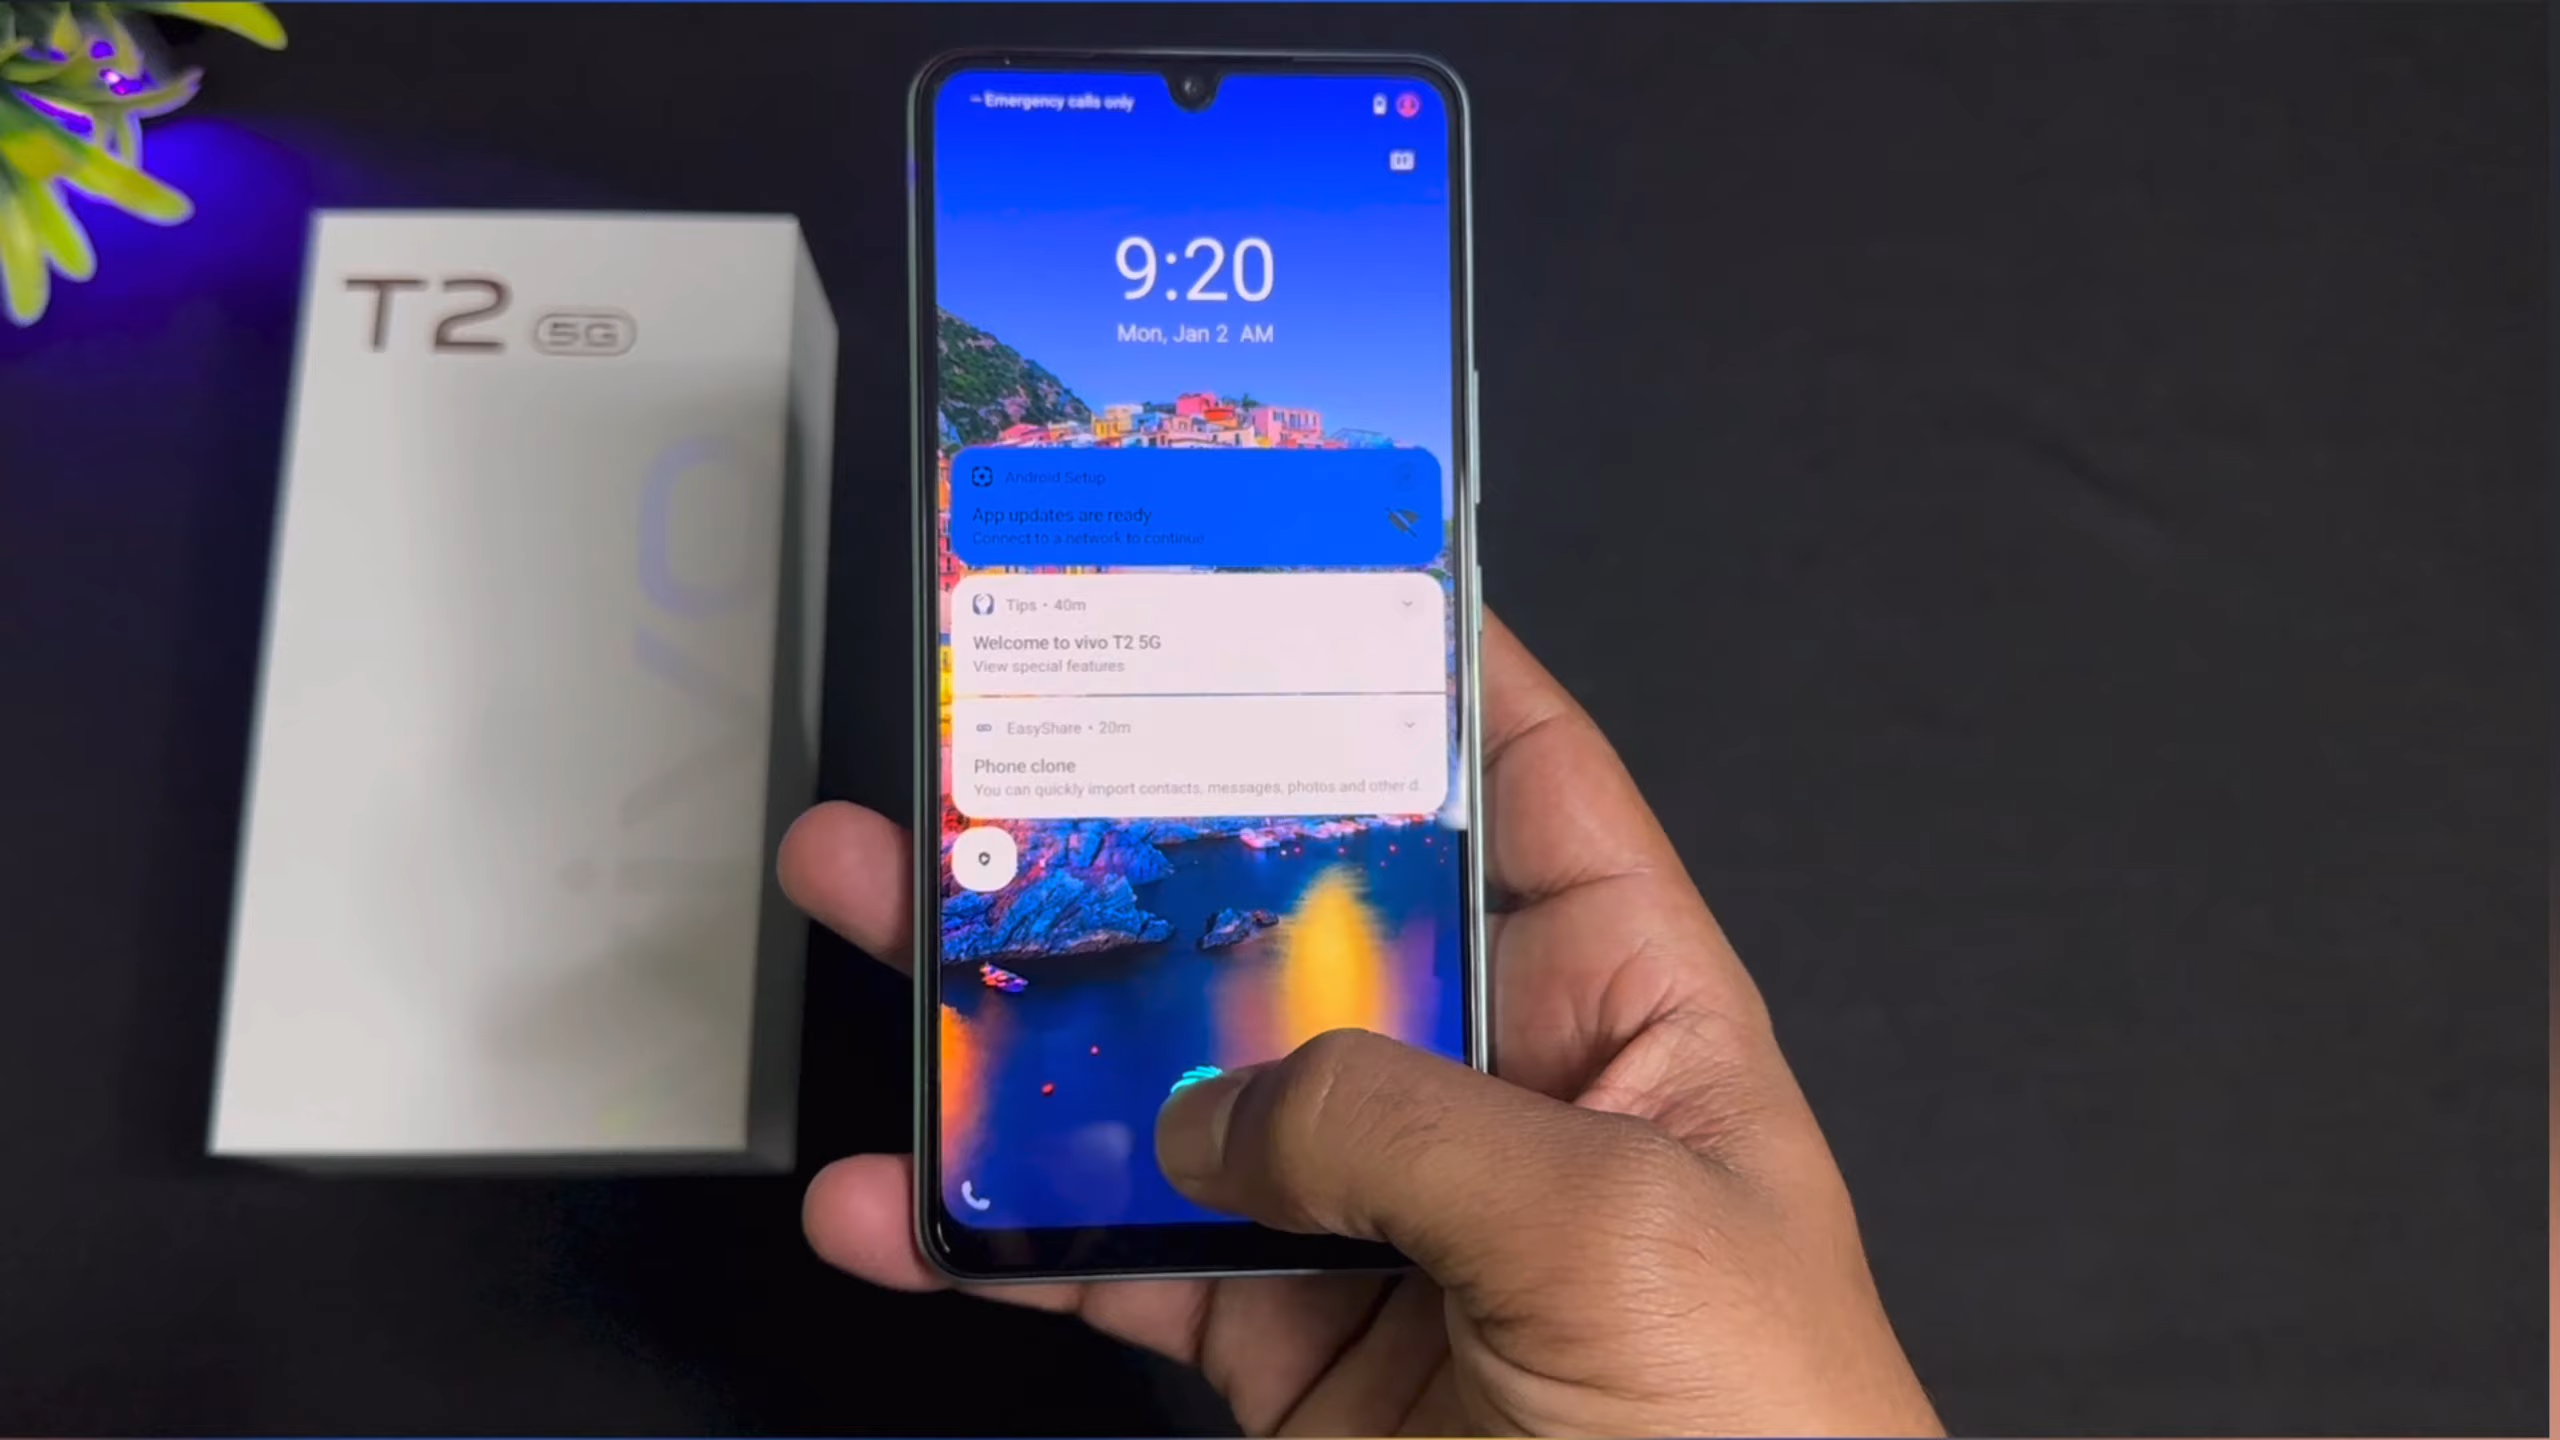 T2 5G
vivo
– Emergency calls only
9:20
Mon, Jan 2 AM
Android Setup
App updates are ready
Connect to a network to continue
Tips • 40m
Welcome to vivo T2 5G
View special features
EasyShare • 20m
Phone clone
You can quickly import contacts, messages, photos and other d..